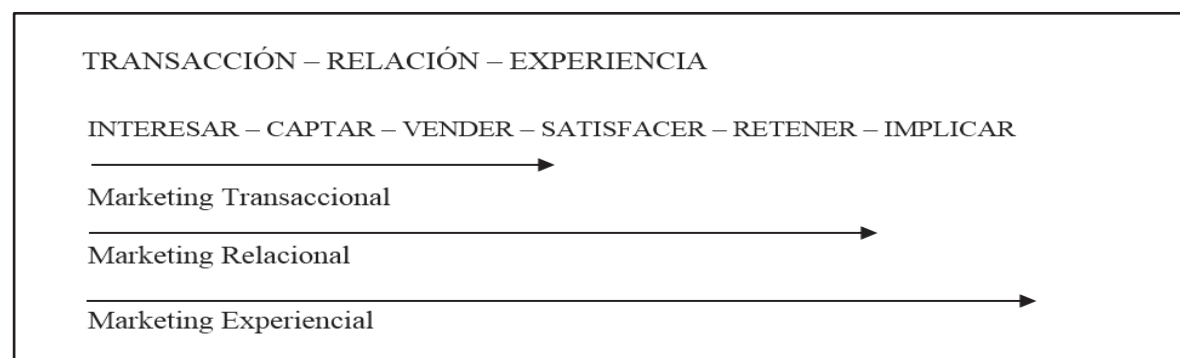 TRANSACCIÓN – RELACIÓN – EXPERIENCIA
INTERESAR – CAPTAR – VENDER – SATISFACER – RETENER – IMPLICAR
Marketing Transaccional
Marketing Relacional
Marketing Experiencial